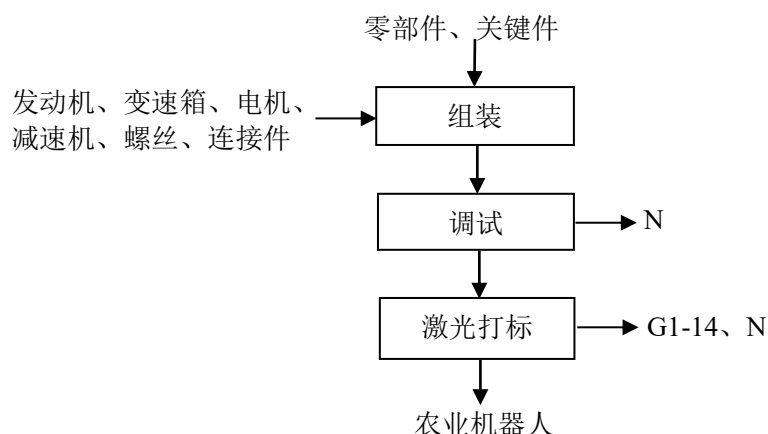 零部件、关键件
发动机、变速箱、电机、
减速机、螺丝、连接件
组装
调试
N
激光打标
G1-14、N
农业机器人